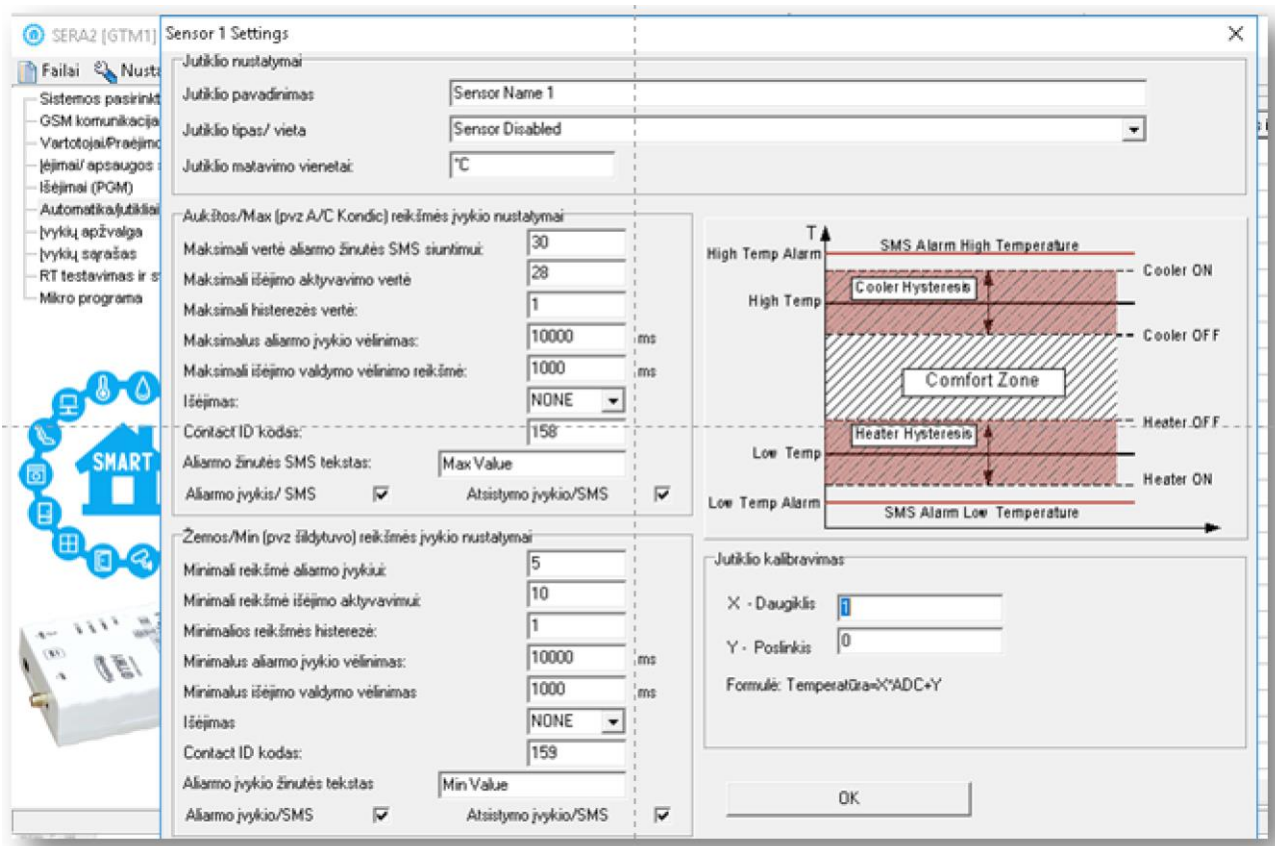 SERA2 [GTM1]
Sensor 1 Settings
Failai
Sistemos pasirinkt
GSM komunikacija
Vartotojai/Praėjimo
Įėjimai/ apsaugos
Išėjimai (PGM)
Automatika/jutikliai
Įvykių apžvalga
Įvykių sąrašas
RT testavimas ir s
Mikro programa
SMART
Jutiklio nustatymai
Jutiklio pavadinimas Sensor Name 1
Jutiklio tipas/ vieta Sensor Disabled
Jutiklio matavimo vienetai: °C
Aukštos/Max (pvz A/C Kondic) reikšmės įvykio nustatymai
Maksimali vertė aliarmo žinutės SMS siuntimui: 30
Maksimali išėjimo aktyvavimo vertė 28
Maksimali histerezės vertė: 1
Maksimalus aliarmo įvykio vėlinimas: 10000 ms
Maksimali išėjimo valdymo vėlinimo reikšmė: 1000 ms
Išėjimas: NONE
Contact ID kodas: 158
Aliarmo žinutės SMS tekstas: Max Value
Aliarmo įvykis/ SMS Atsistymo įvykio/SMS
Žemos/Min (pvz šildytuvo) reikšmės įvykio nustatymai
Minimali reikšmė aliarmo įvykiui: 5
Minimali reikšmė išėjimo aktyvavimui: 10
Minimalios reikšmės histerezė: 1
Minimalus aliarmo įvykio vėlinimas: 10000 ms
Minimalus išėjimo valdymo vėlinimas 1000 ms
Išėjimas NONE
Contact ID kodas: 159
Aliarmo įvykio žinutės tekstas Min Value
Aliarmo įvykio/SMS Atsistymo įvykio/SMS
T
High Temp Alarm SMS Alarm High Temperature
Cooler ON
Cooler Hysteresis
High Temp
Cooler OFF
Comfort Zone
Heater OFF
Heater Hysteresis
Low Temp
Heater ON
Low Temp Alarm SMS Alarm Low Temperature
Jutiklio kalibravimas
X - Daugiklis 1
Y - Poslinkis 0
Formulė: Temperatūra=X*ADC+Y
OK